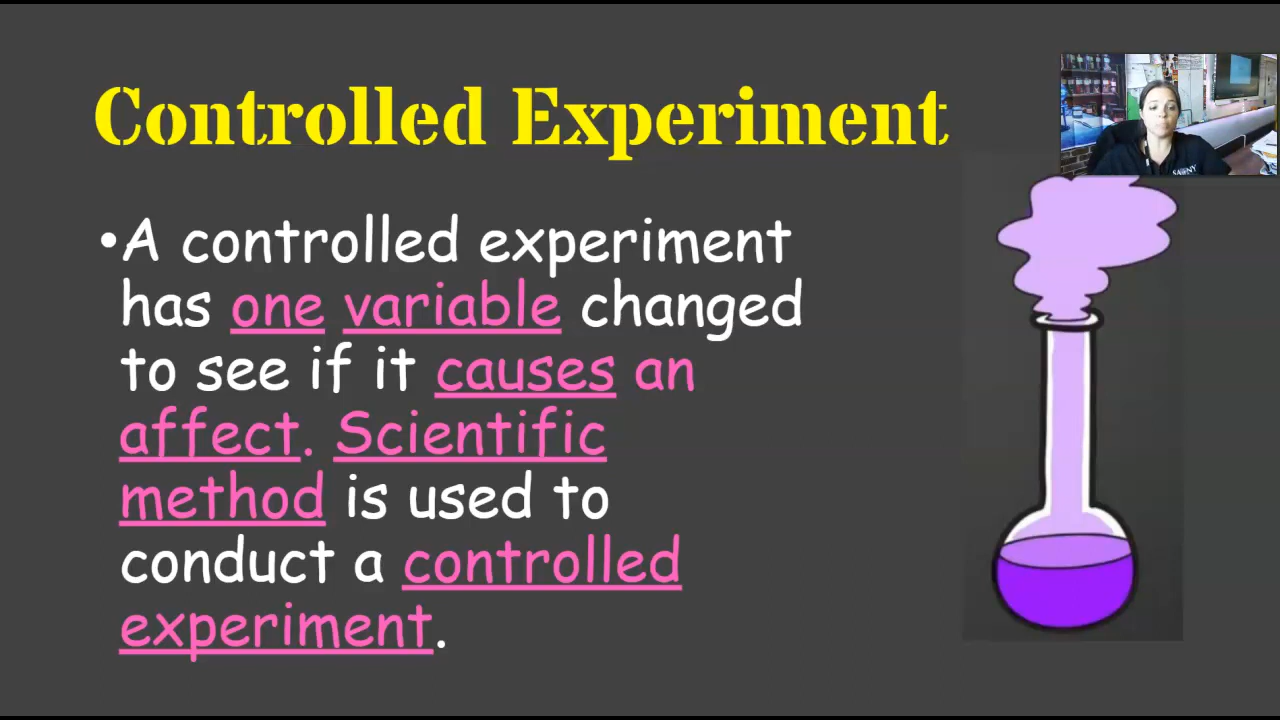 Controlled Experiment
•A controlled experiment
has one variable changed
to see if it causes an
affect. Scientific
method is used to
conduct a controlled
experiment.